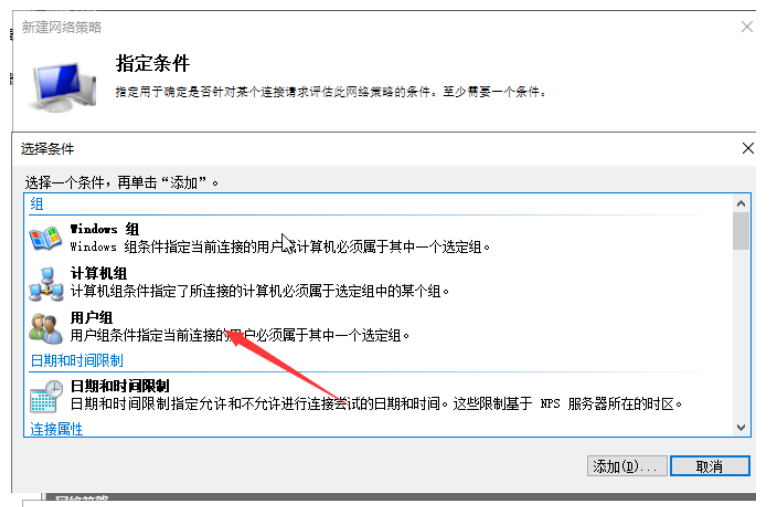 新建网络策略
指定条件
指定用于确定是否针对某个连接请求评估此网络策略的条件。至少需要一个条件。
选择条件
选择一个条件，再单击“添加”。
组
Windows 组
Windows 组条件指定当前连接的用户或计算机必须属于其中一个选定组。
计算机组
计算机组条件指定了所连接的计算机必须属于选定组中的某个组。
用户组
用户组条件指定当前连接的用户必须属于其中一个选定组。
日期和时间限制
日期和时间限制
日期和时间限制指定允许和不允许进行连接尝试的日期和时间。这些限制基于 NPS 服务器所在的时区。
连接属性
添加(D)...
取消